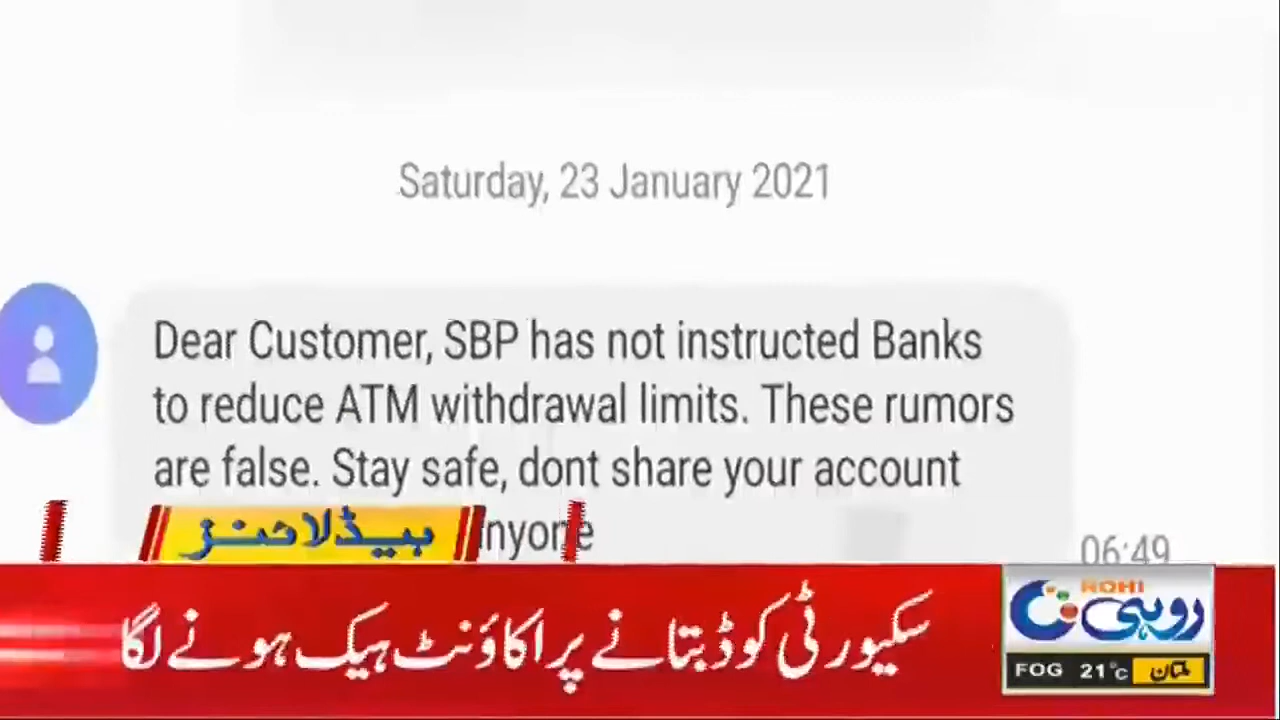 Saturday, 23 January 2021
Dear Customer, SBP has not instructed Banks
to reduce ATM withdrawal limits. These rumors
are false. Stay safe, dont share your account
nyone
06:49
ہیڈلائنز
سکیورٹی کوڈ بتانے پر اکاؤنٹ ہیک ہونے لگا
ROHI
روہی
FOG 21°c ملتان